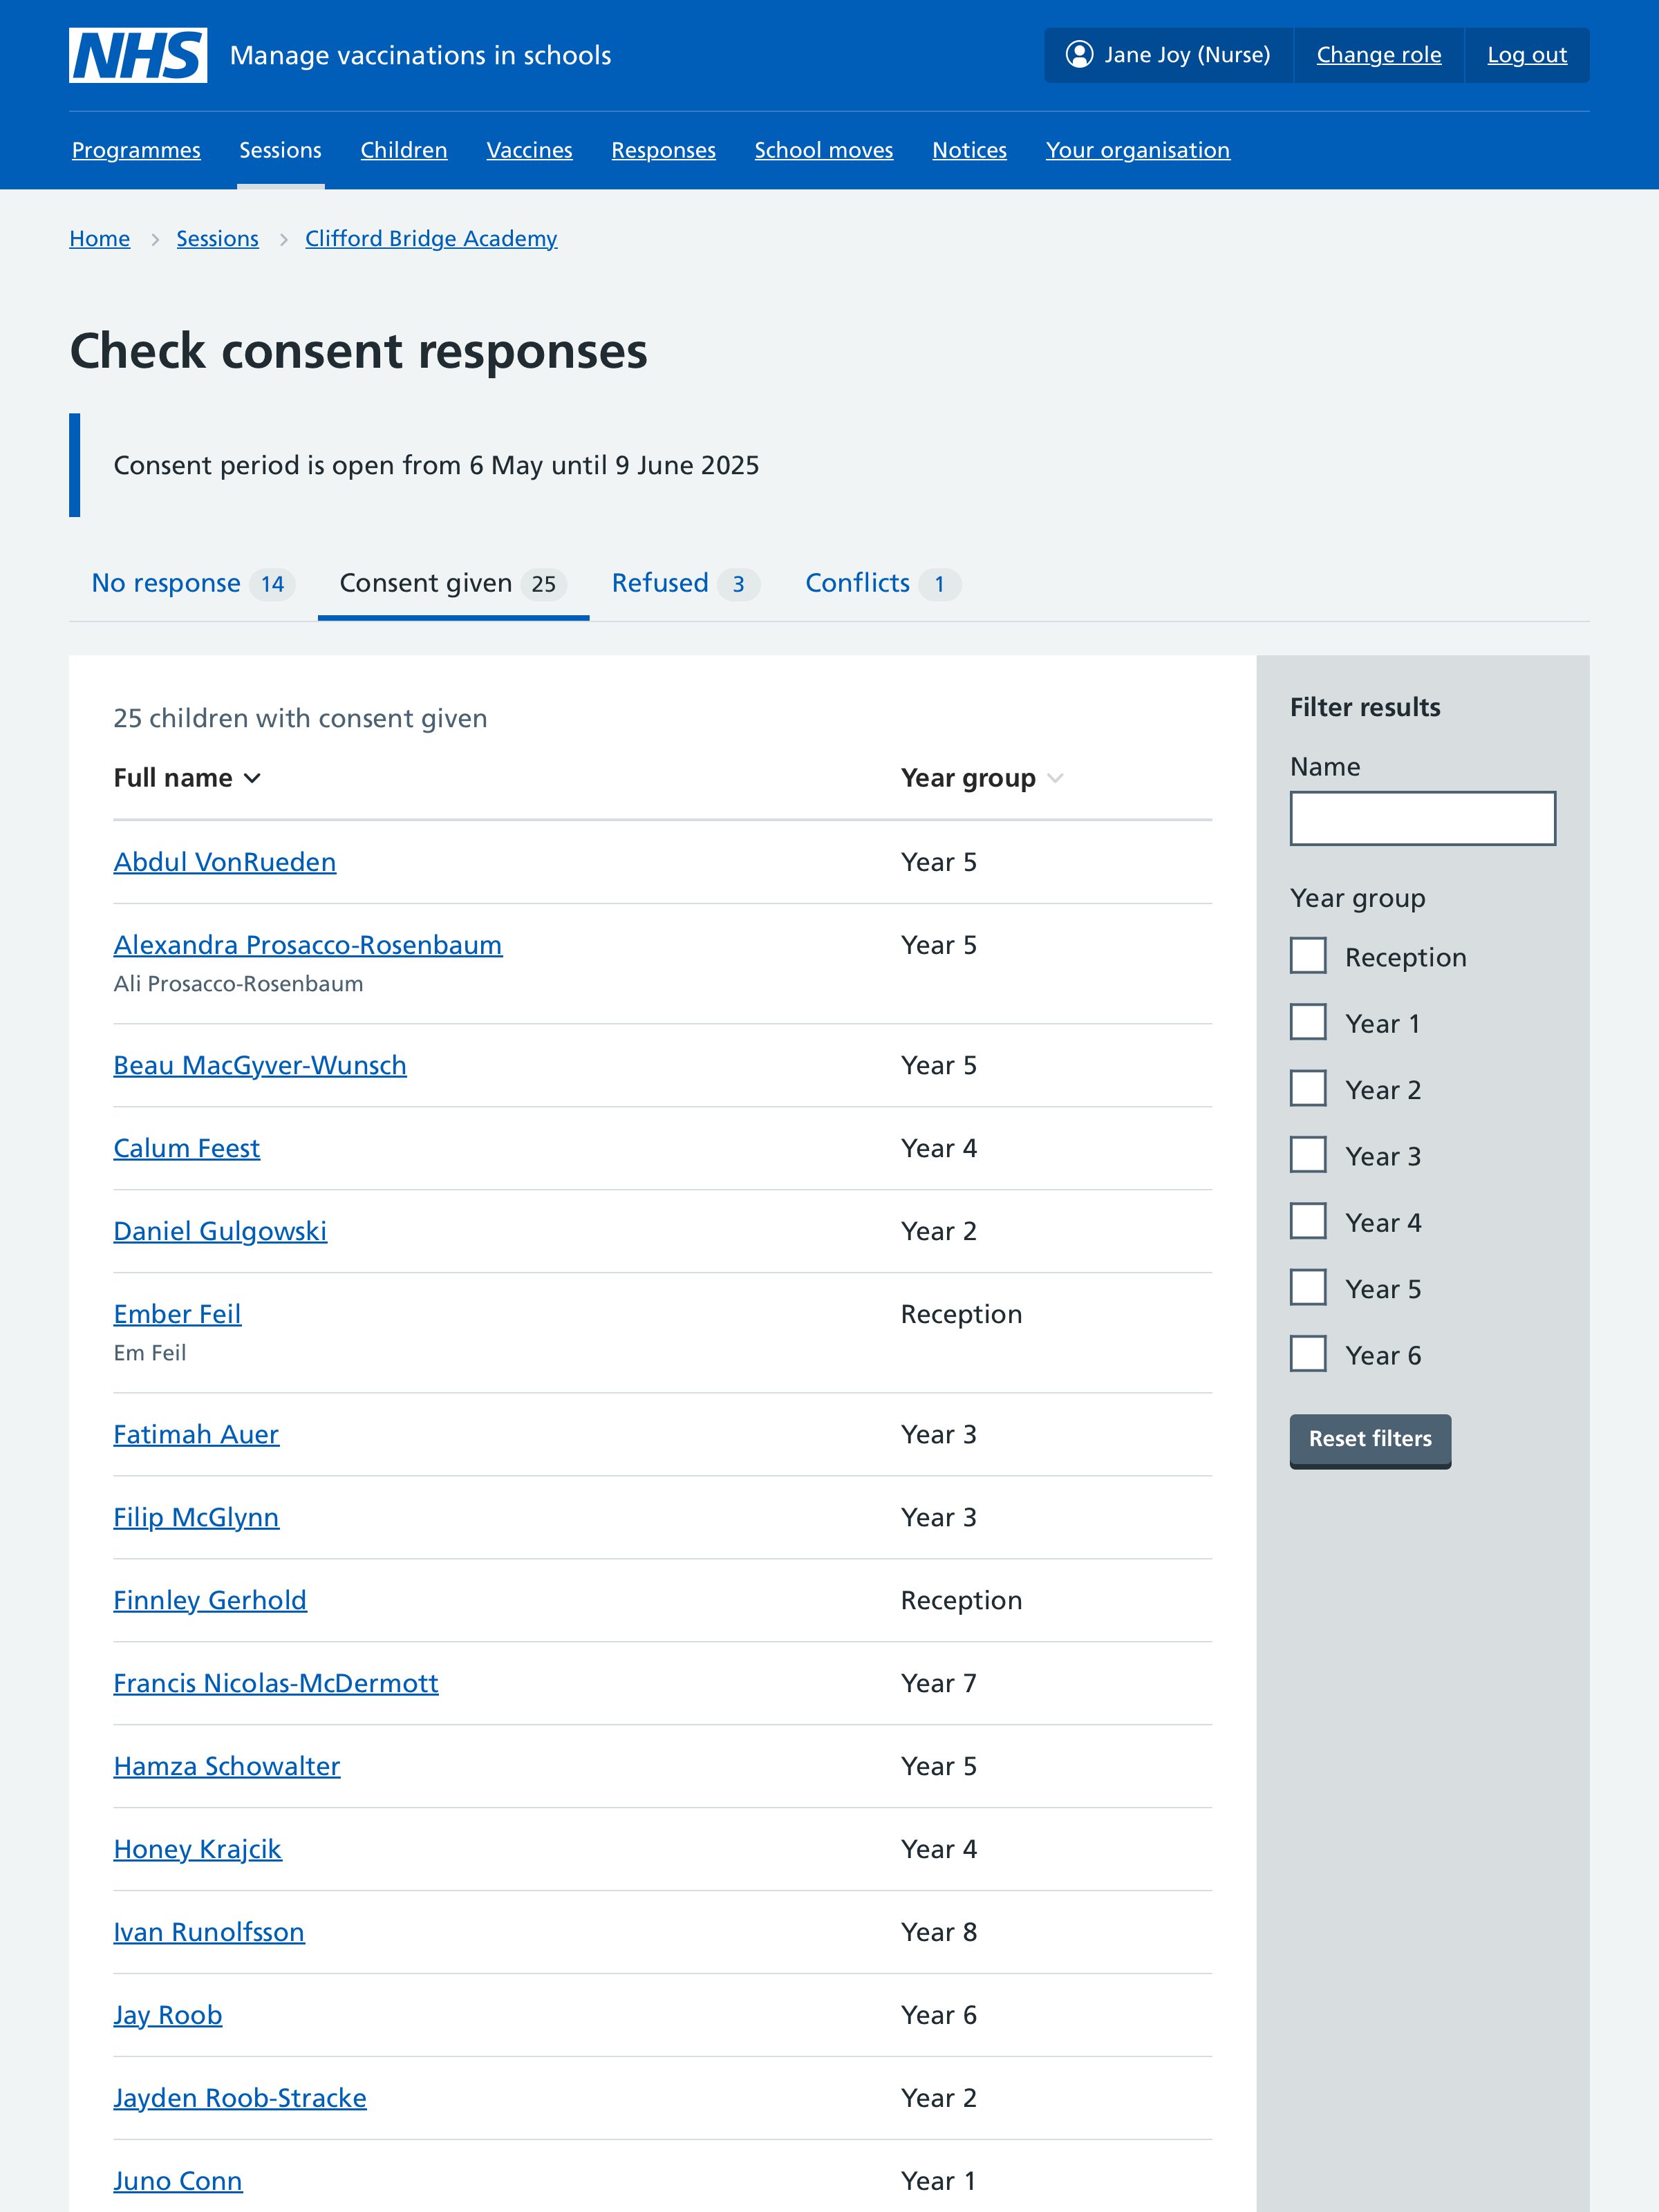 NHS Manage vaccinations in schools
Jane Joy (Nurse) Change role Log out
Programmes Sessions Children Vaccines Responses School moves Notices Your organisation
Home Sessions Clifford Bridge Academy
Check consent responses
Consent period is open from 6 May until 9 June 2025
No response 14 Consent given 25 Refused 3 Conflicts 1
25 children with consent given
Full name Year group
Abdul VonRueden Year 5
Alexandra Prosacco-Rosenbaum Year 5
Ali Prosacco-Rosenbaum
Beau MacGyver-Wunsch Year 5
Calum Feest Year 4
Daniel Gulgowski Year 2
Ember Feil Reception
Em Feil
Fatimah Auer Year 3
Filip McGlynn Year 3
Finnley Gerhold Reception
Francis Nicolas-McDermott Year 7
Hamza Schowalter Year 5
Honey Krajcik Year 4
Ivan Runolfsson Year 8
Jay Roob Year 6
Jayden Roob-Stracke Year 2
Juno Conn Year 1
Filter results
Name
Year group
Reception
Year 1
Year 2
Year 3
Year 4
Year 5
Year 6
Reset filters